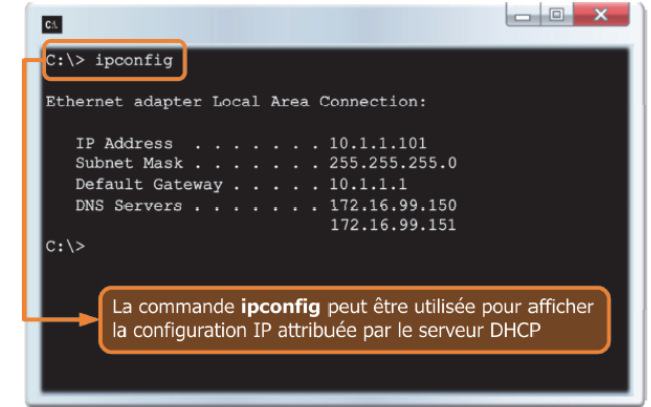 C:\.
C:\> ipconfig
Ethernet adapter Local Area Connection:
IP Address . . . . . . . 10.1.1.101
Subnet Mask . . . . . . . 255.255.255.0
Default Gateway . . . . . 10.1.1.1
DNS Servers . . . . . . . 172.16.99.150
172.16.99.151
C:\>
La commande ipconfig peut être utilisée pour afficher
la configuration IP attribuée par le serveur DHCP